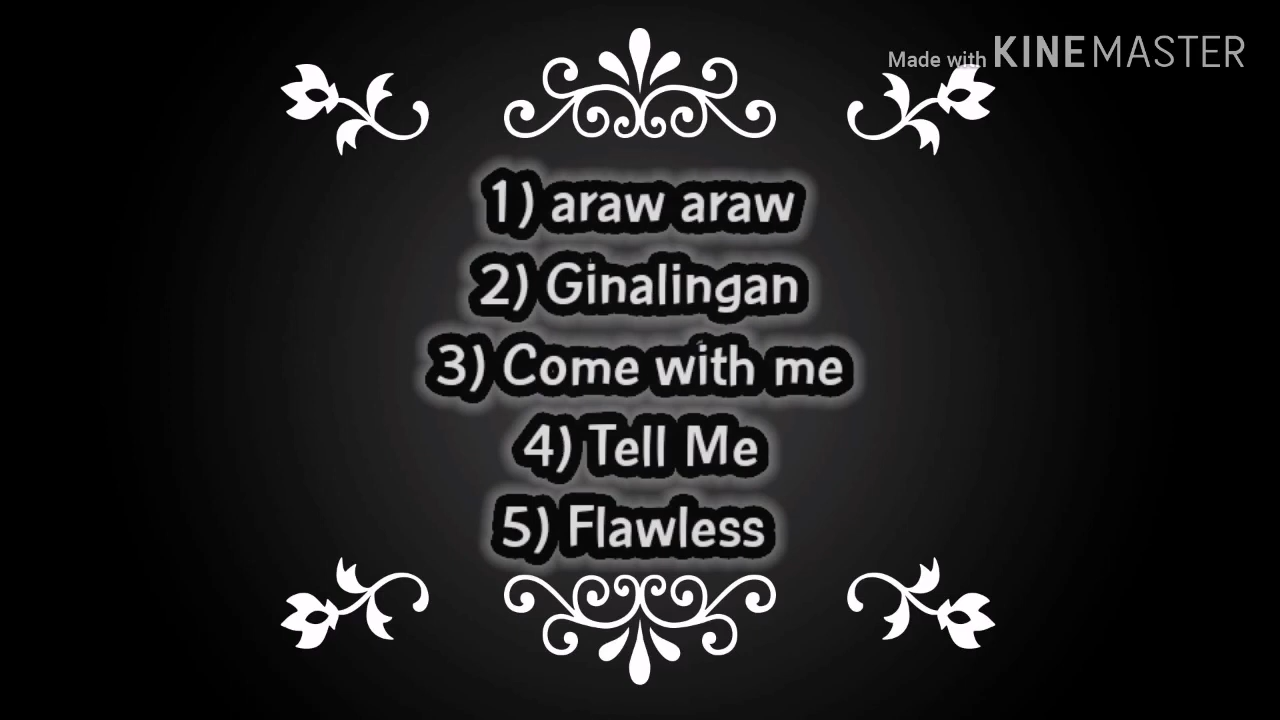 Made with KINEMASTER
1) araw araw
2) Ginalingan
3) Come with me
4) Tell Me
5) Flawless